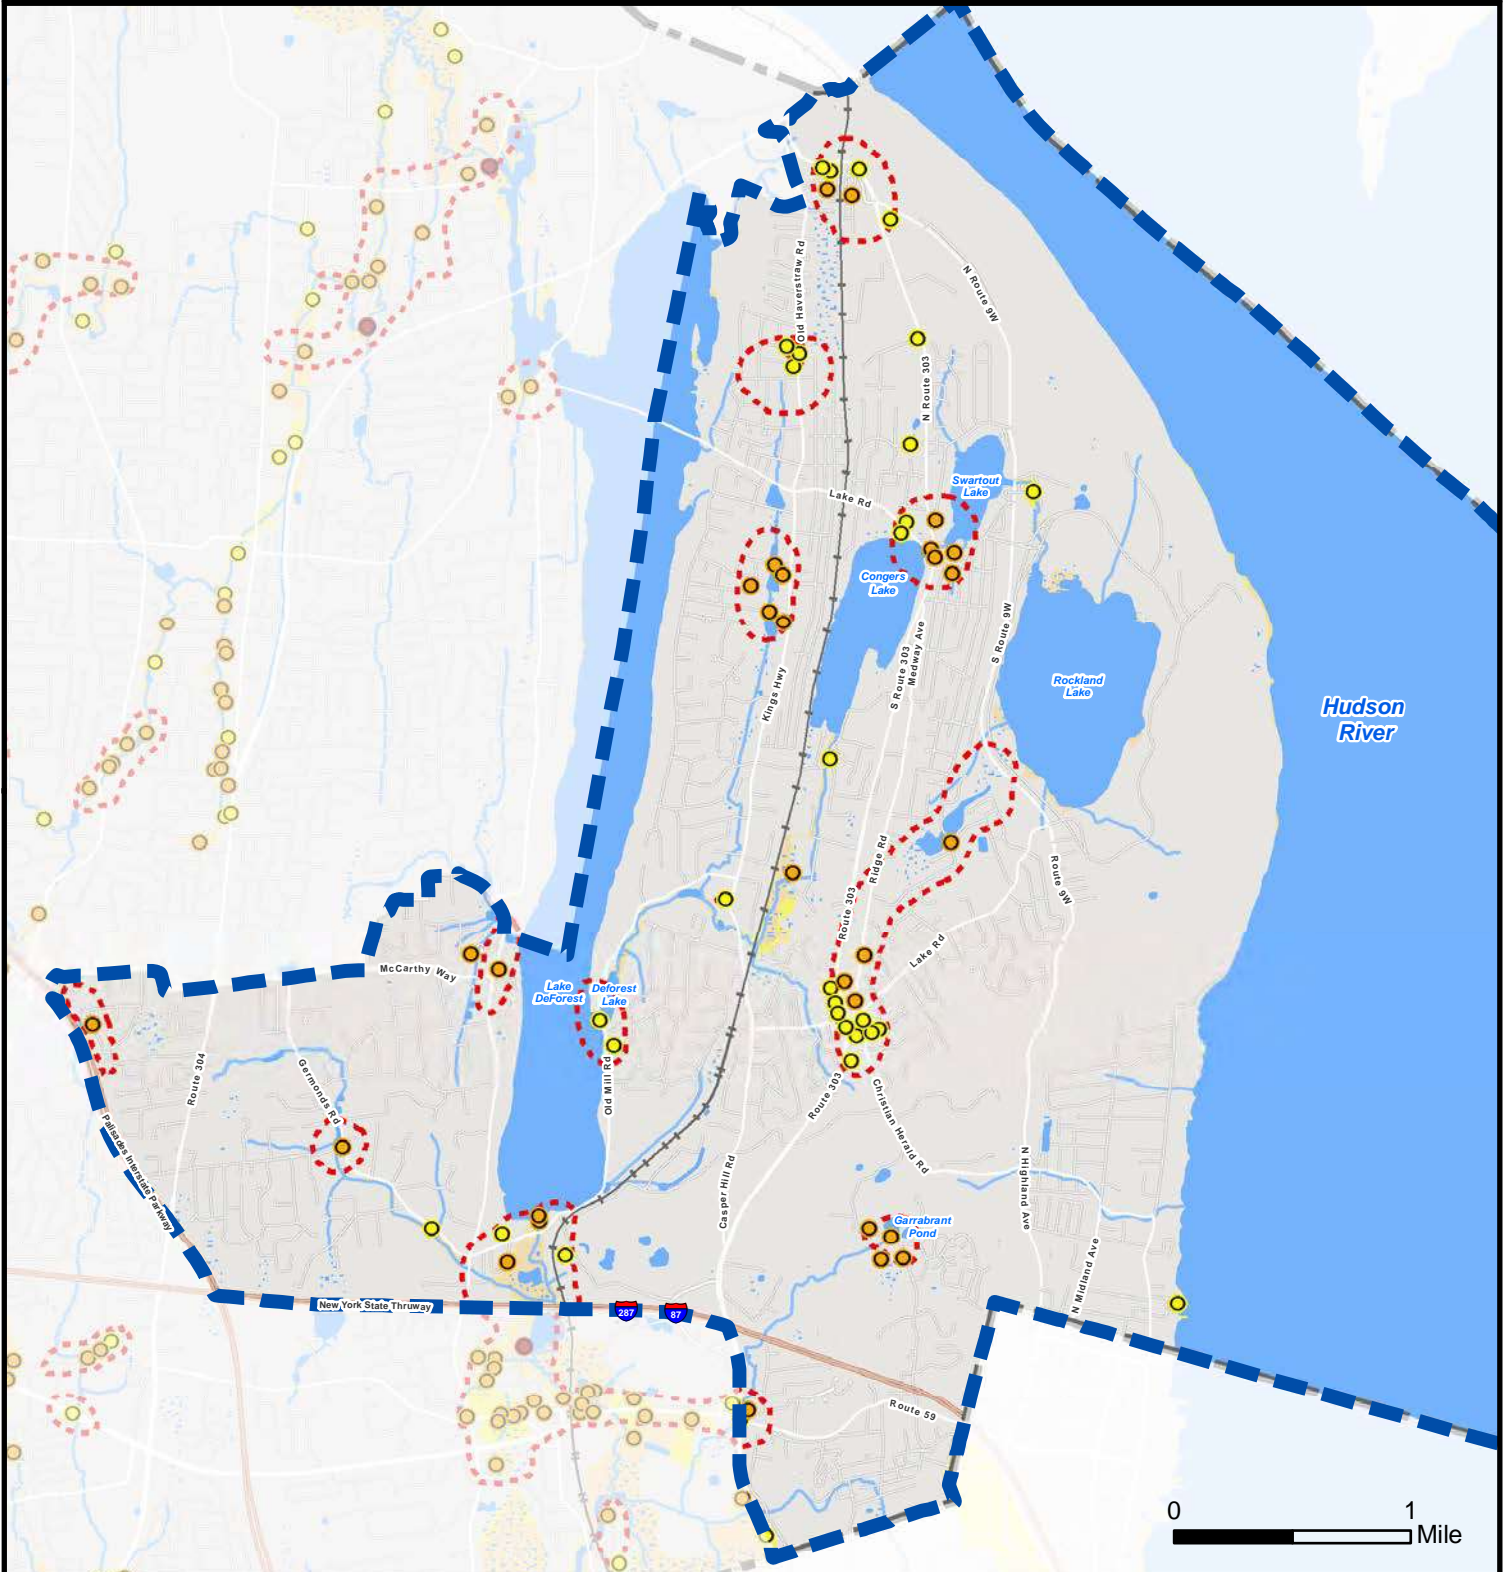 Old Haverstraw Rd
N Route 9W
N Route 303
Swartout
Lake
Lake Rd
Congers
Lake
S Route 9W
S Route 303
Medway Ave
Rockland
Lake
Kings Hwy
Hudson
River
Ridge Rd
Route 9W
Route 303
Lake Rd
McCarthy Way
Lake
DeForest
Deforest
Lake
Route 304
Germonds Rd
Old Mill Rd
Route 303
Christian Herald Rd
Palisades Interstate Parkway
Casper Hill Rd
N Highland Ave
Garrabrant
Pond
N Midland Ave
New York State Thruway
287
87
Route 59
0 1
Mile